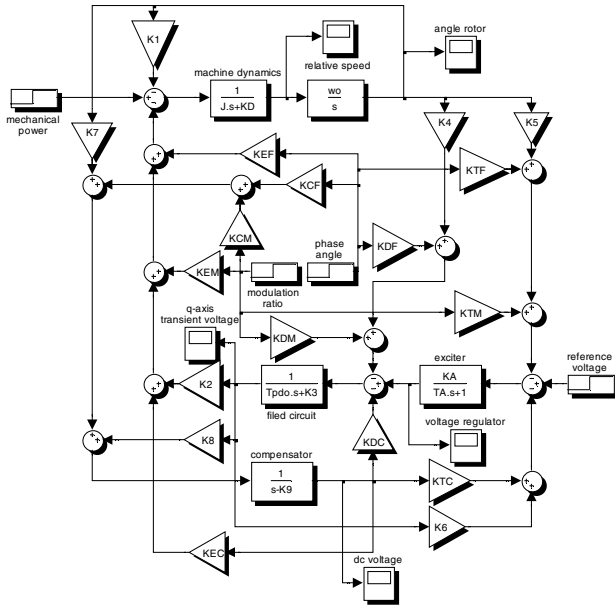 K1
angle rotor
relative speed
machine dynamics
1
J.s+KD
wo
s
mechanical
power
K7
K4
K5
KEF
KTF
KCF
KCM
phase
angle
KDF
KEM
modulation
ratio
q-axis
transient voltage
KDM
KTM
reference
voltage
exciter
K2
1
Tpdo.s+K3
filed circuit
KA
TA.s+1
voltage regulator
K8
KDC
compensator
1
s-K9
KTC
K6
KEC
dc voltage